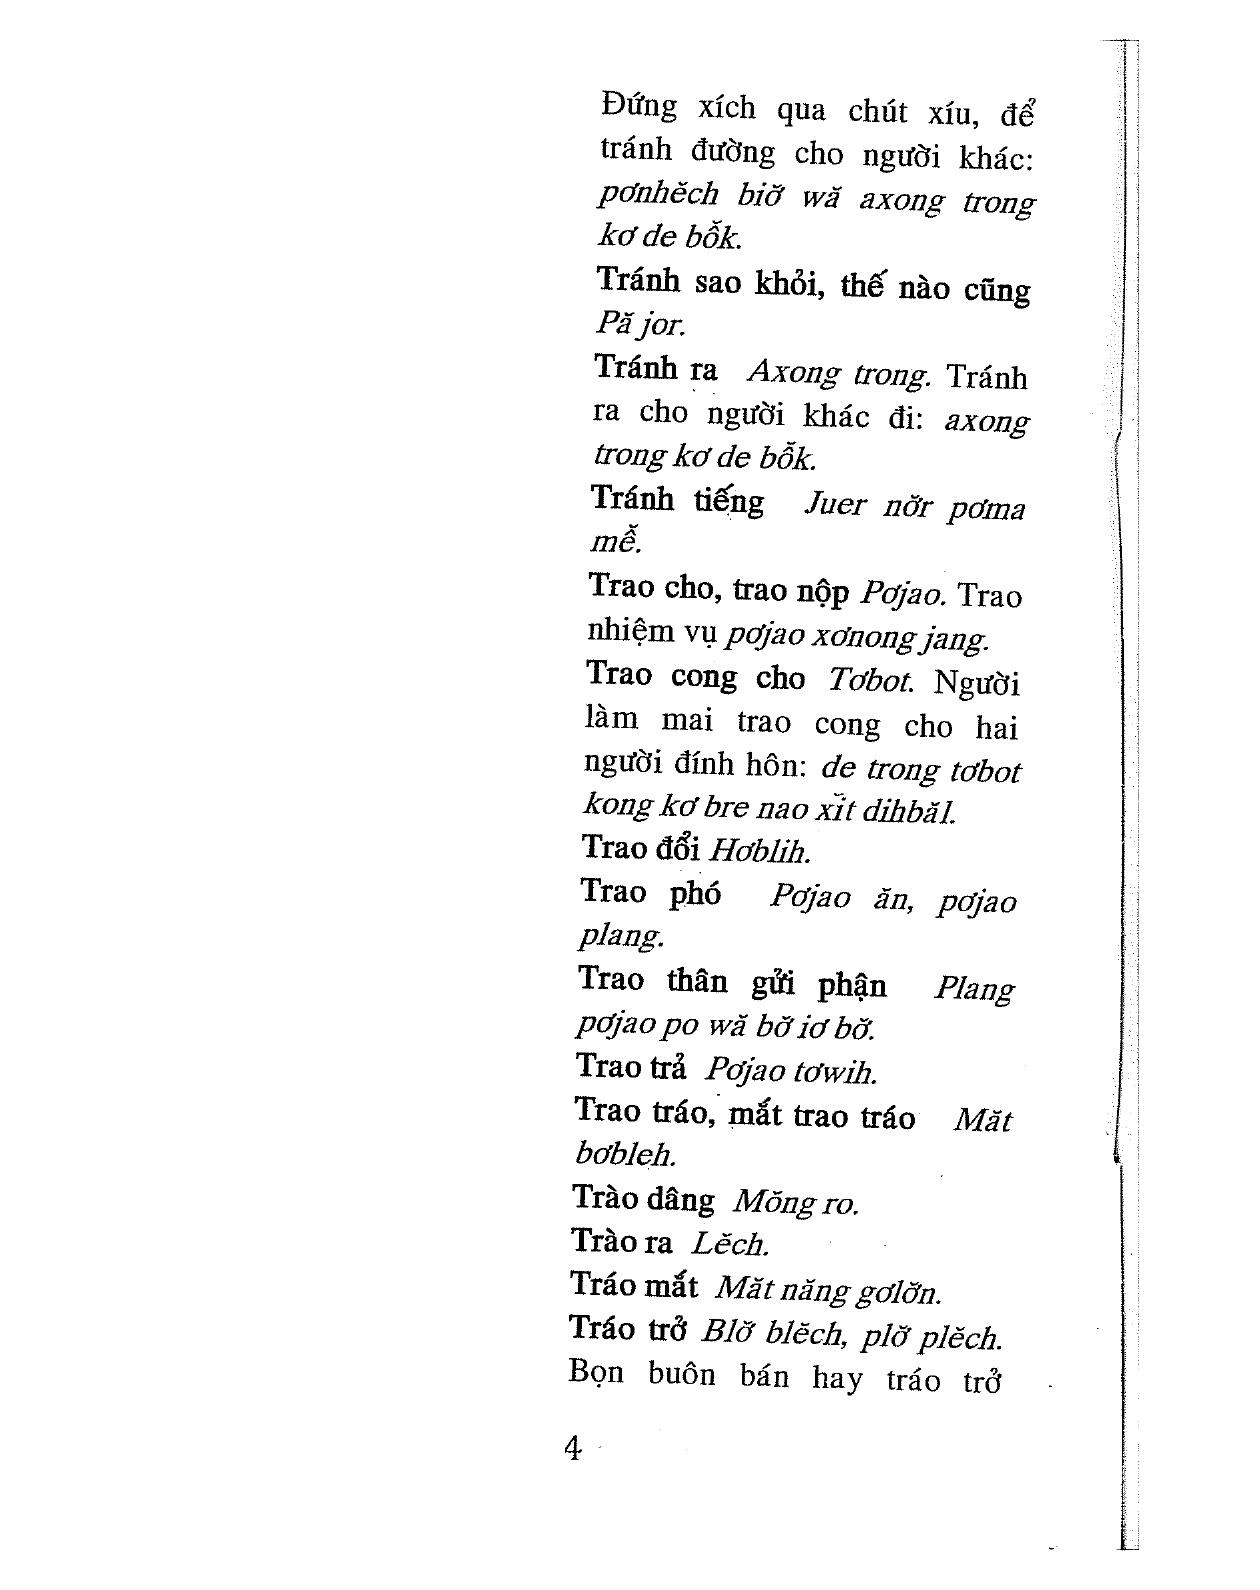 Đứng xích qua chút xíu, để
tránh đường cho người khác:
pơnhĕch biơ̆ wă axong trong
kơ de bô̆k.
Tránh sao khỏi, thế nào cũng
Pă jor.
Tránh ra Axong trong. Tránh
ra cho người khác đi: axong
trong kơ de bô̆k.
Tránh tiếng Juer nơ̆r pơma
mê̆.
Trao cho, trao nộp Pơjao. Trao
nhiệm vụ pơjao xơnong jang.
Trao cong cho Tơbot. Người
làm mai trao cong cho hai
người đính hôn: de trong tơbot
kong kơ bre nao xĭt dihbăl.
Trao đổi Hơblih.
Trao phó Pơjao ăn, pơjao
plang.
Trao thân gửi phận Plang
pơjao po wă bơ̆ iơ bơ̆.
Trao trả Pơjao tơwih.
Trao tráo, mắt trao tráo Măt
bơbleh.
Trào dâng Mŏng ro.
Trào ra Lĕch.
Tráo mắt Măt năng gơlơ̆n.
Tráo trở Blơ̆ blĕch, plơ̆ plĕch.
Bọn buôn bán hay tráo trở
4